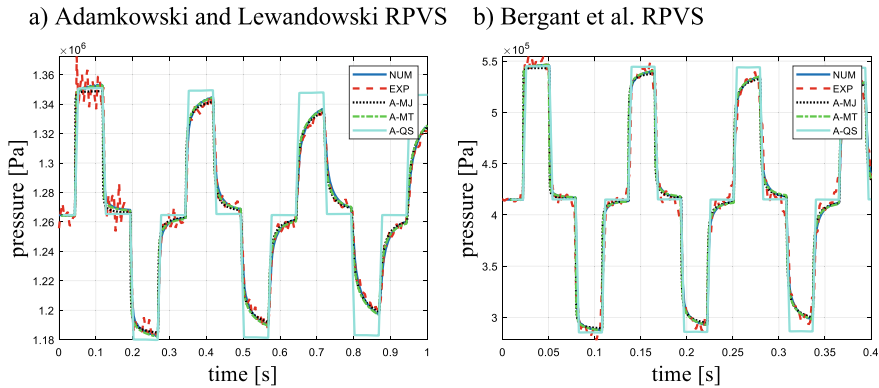 a) Adamkowski and Lewandowski RPVS
b) Bergant et al. RPVS
×10⁶
1.36
1.34
1.32
1.3
1.28
1.26
1.24
1.22
1.2
1.18
pressure [Pa]
0 0.1 0.2 0.3 0.4 0.5 0.6 0.7 0.8 0.9 1
time [s]
NUM
EXP
A-MJ
A-MT
A-QS
×10⁵
5.5
5
4.5
4
3.5
3
pressure [Pa]
0 0.05 0.1 0.15 0.2 0.25 0.3 0.35 0.4
time [s]
NUM
EXP
A-MJ
A-MT
A-QS